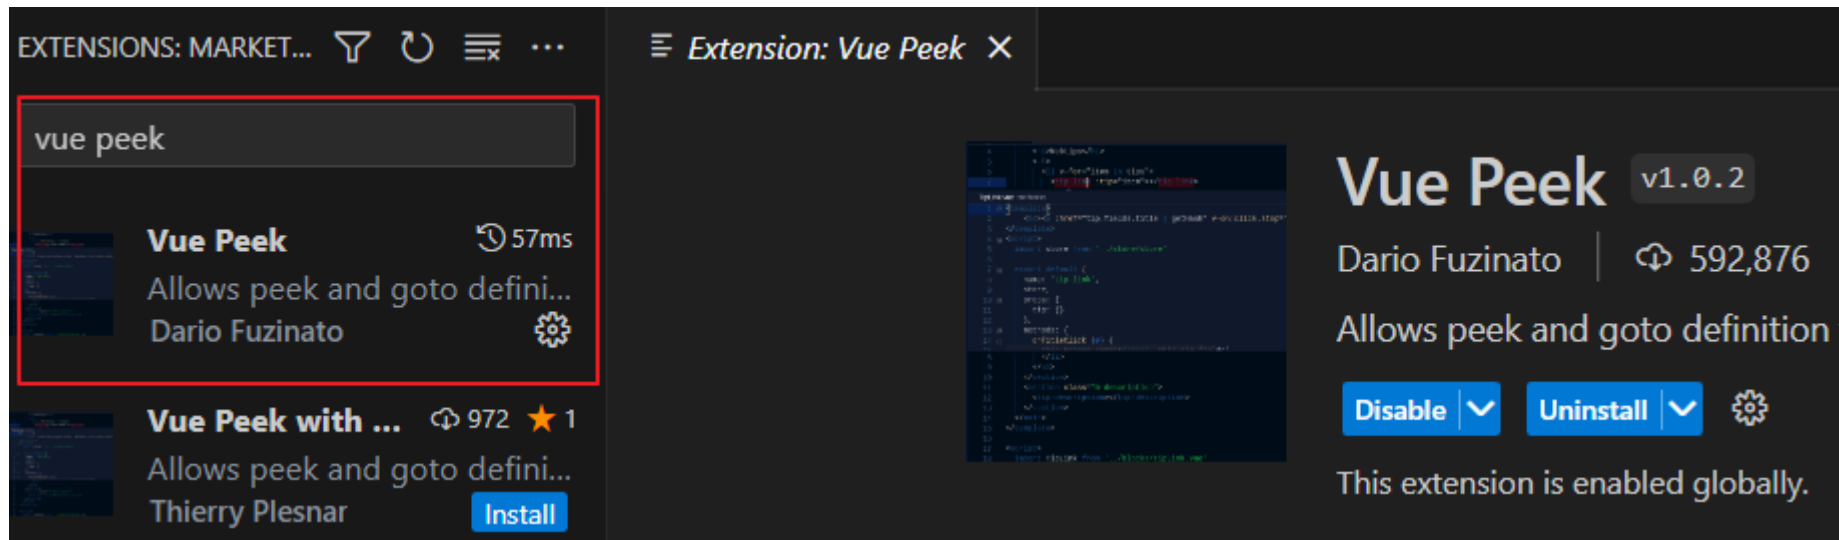 EXTENSIONS: MARKET...
vue peek
Vue Peek 57ms
Allows peek and goto defini...
Dario Fuzinato
Vue Peek with ... 972 1
Allows peek and goto defini...
Thierry Plesnar Install
Extension: Vue Peek
Vue Peek v1.0.2
Dario Fuzinato 592,876
Allows peek and goto definition
Disable Uninstall
This extension is enabled globally.